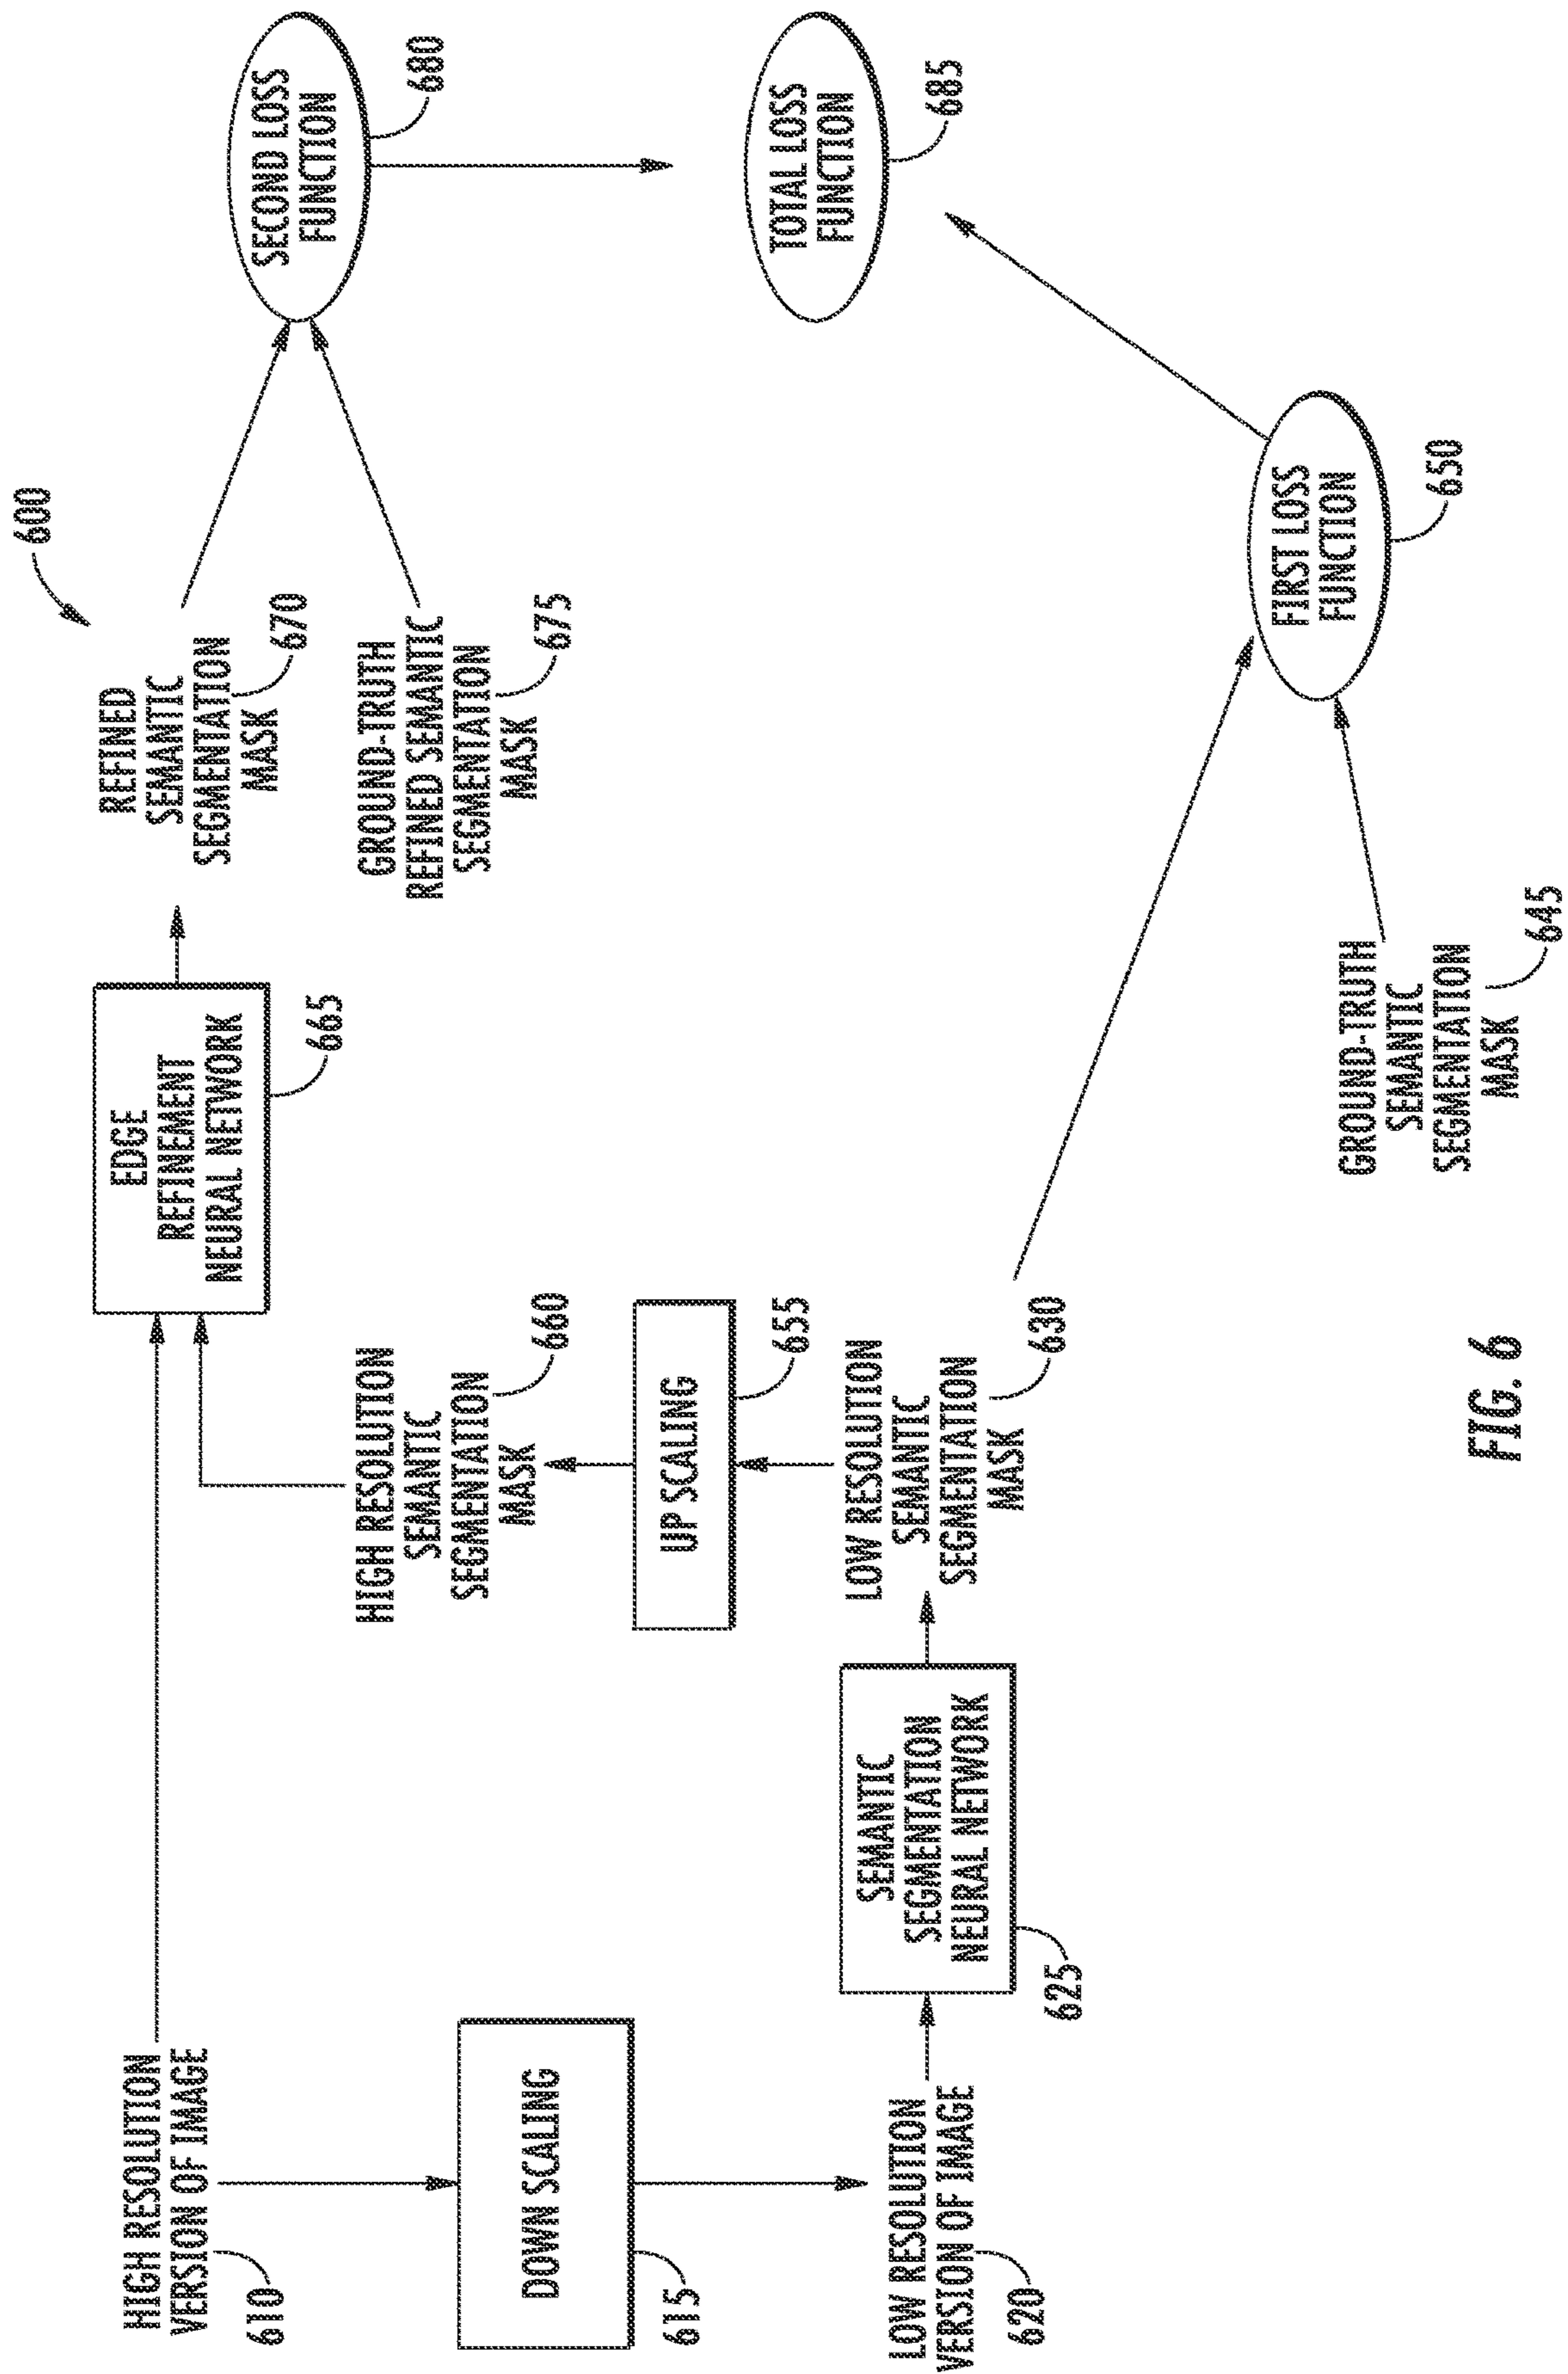 600
HIGH RESOLUTION
VERSION OF IMAGE
610
EDGE
REFINEMENT
NEURAL NETWORK
665
REFINED
SEMANTIC
SEGMENTATION
MASK
670
SECOND LOSS
FUNCTION
680
GROUND-TRUTH
REFINED SEMANTIC
SEGMENTATION
MASK
675
HIGH RESOLUTION
SEMANTIC
SEGMENTATION
MASK
660
DOWN SCALING
615
UP SCALING
655
TOTAL LOSS
FUNCTION
685
LOW RESOLUTION
VERSION OF IMAGE
620
SEMANTIC
SEGMENTATION
NEURAL NETWORK
625
LOW RESOLUTION
SEMANTIC
SEGMENTATION
MASK
630
FIRST LOSS
FUNCTION
650
GROUND-TRUTH
SEMANTIC
SEGMENTATION
MASK
645
FIG. 6